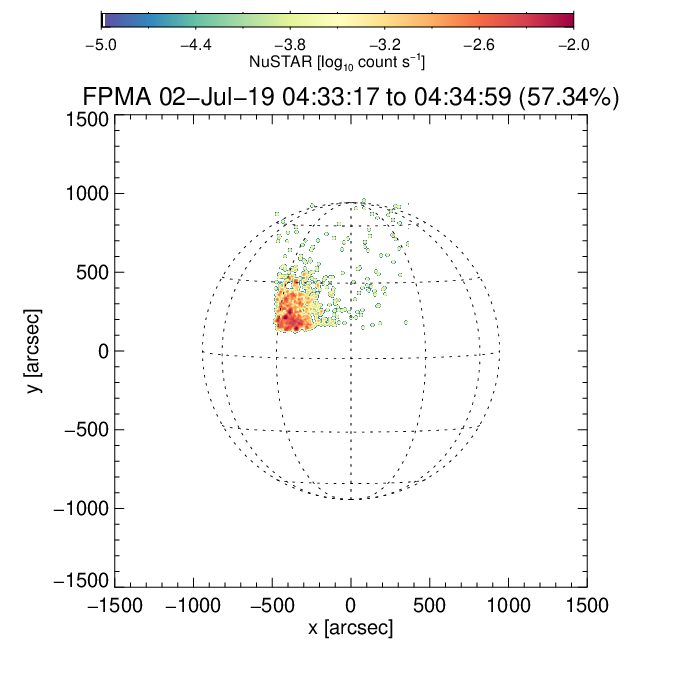 −5.0 −4.4 −3.8 −3.2 −2.6 −2.0
NuSTAR [log₁₀ count s⁻¹]
FPMA 02−Jul−19 04:33:17 to 04:34:59 (57.34%)
1500
1000
500
0
−500
−1000
−1500
y [arcsec]
−1500 −1000 −500 0 500 1000 1500
x [arcsec]